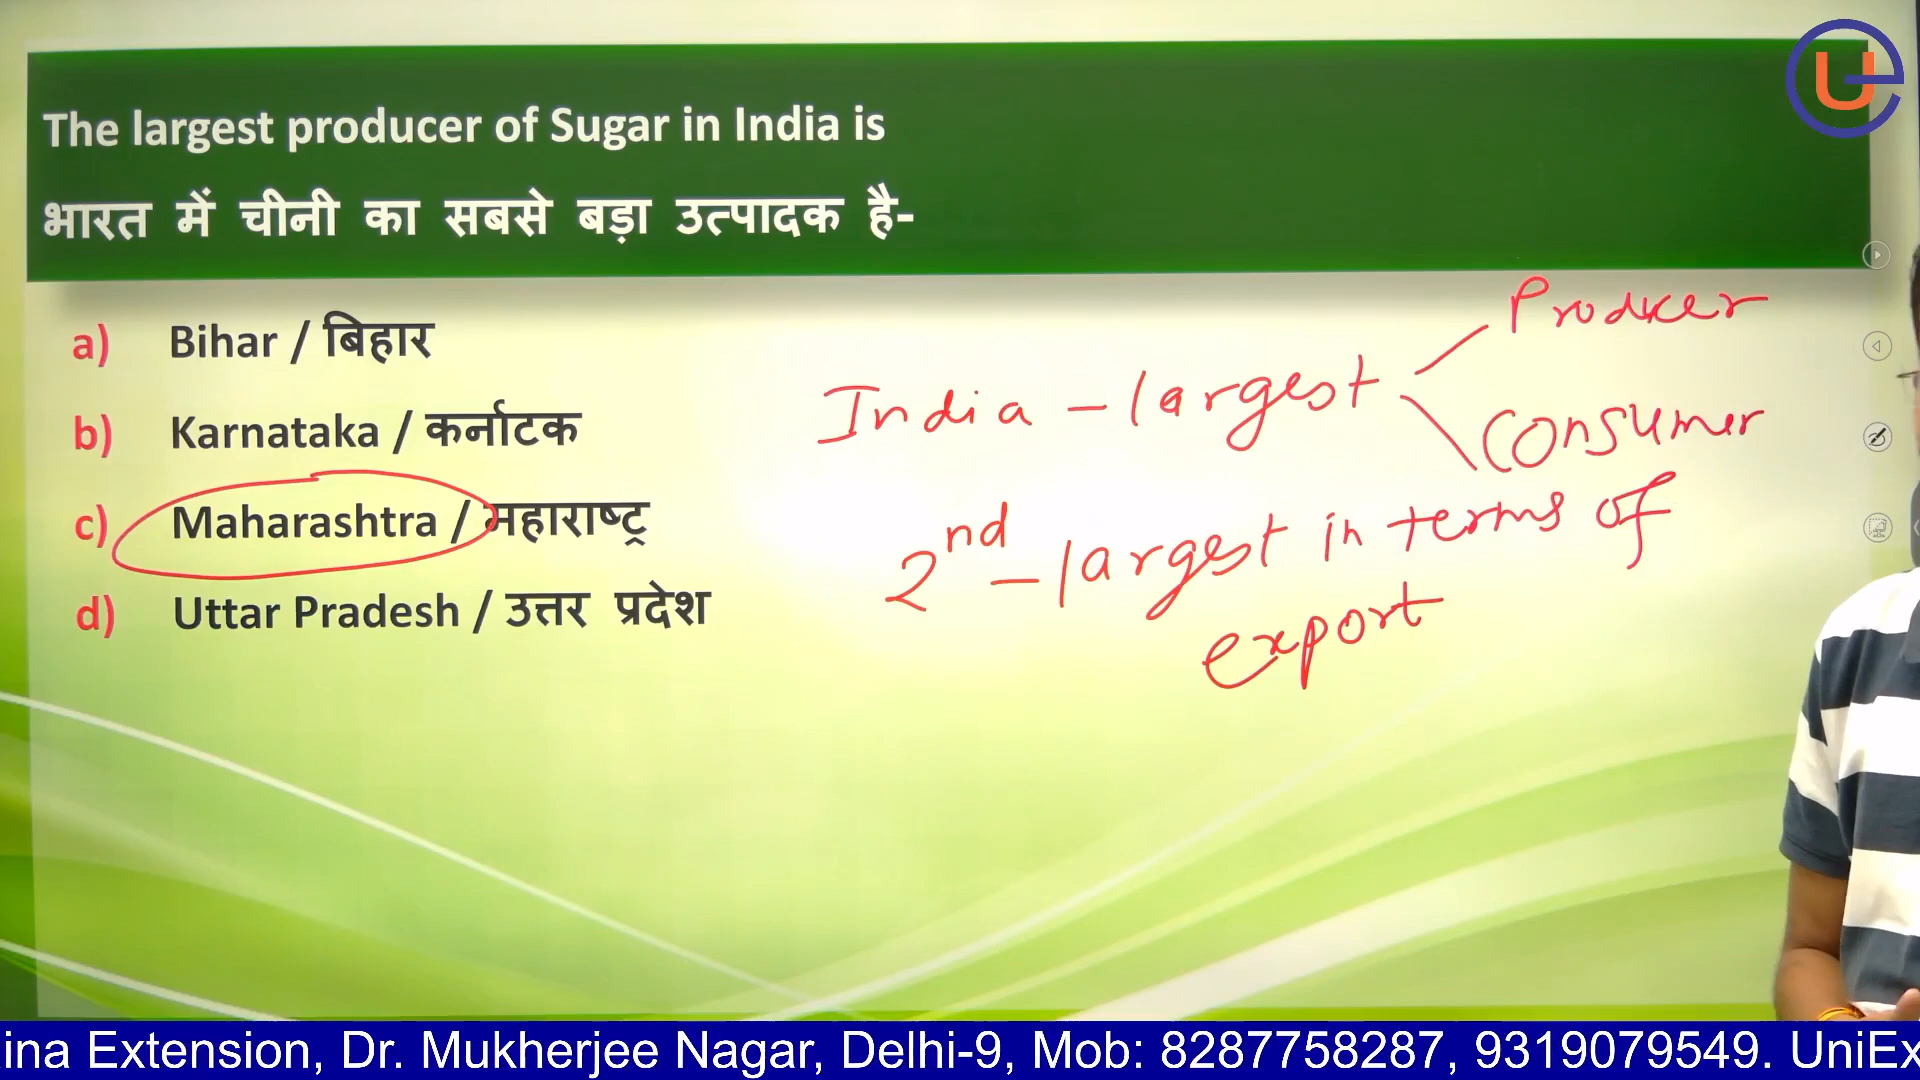 The largest producer of Sugar in India is
भारत में चीनी का सबसे बड़ा उत्पादक है-
a) Bihar / बिहार
b) Karnataka / कर्नाटक
c) Maharashtra / महाराष्ट्र
d) Uttar Pradesh / उत्तर प्रदेश
India - largest
Producer
Consumer
2nd - largest in terms of
export
ina Extension, Dr. Mukherjee Nagar, Delhi-9, Mob: 8287758287, 9319079549. UniEx